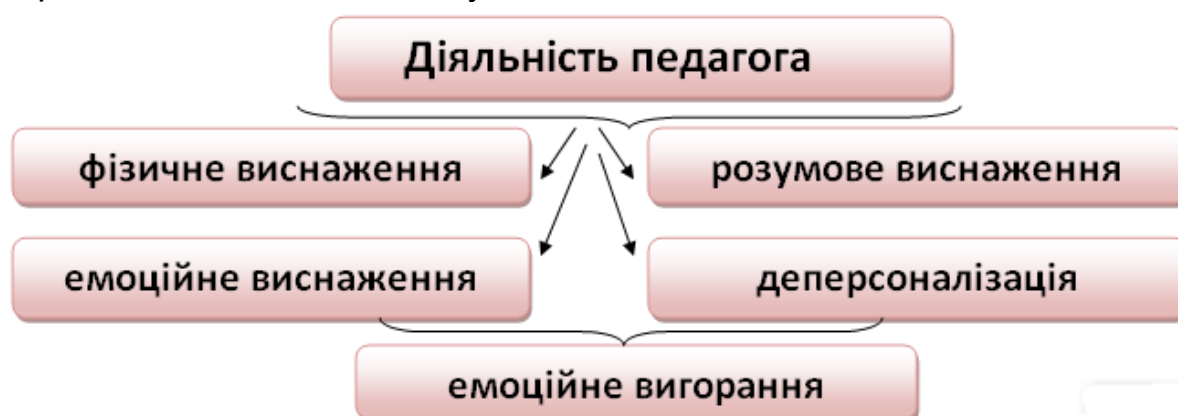 Діяльність педагога
фізичне виснаження
розумове виснаження
емоційне виснаження
деперсоналізація
емоційне вигорання